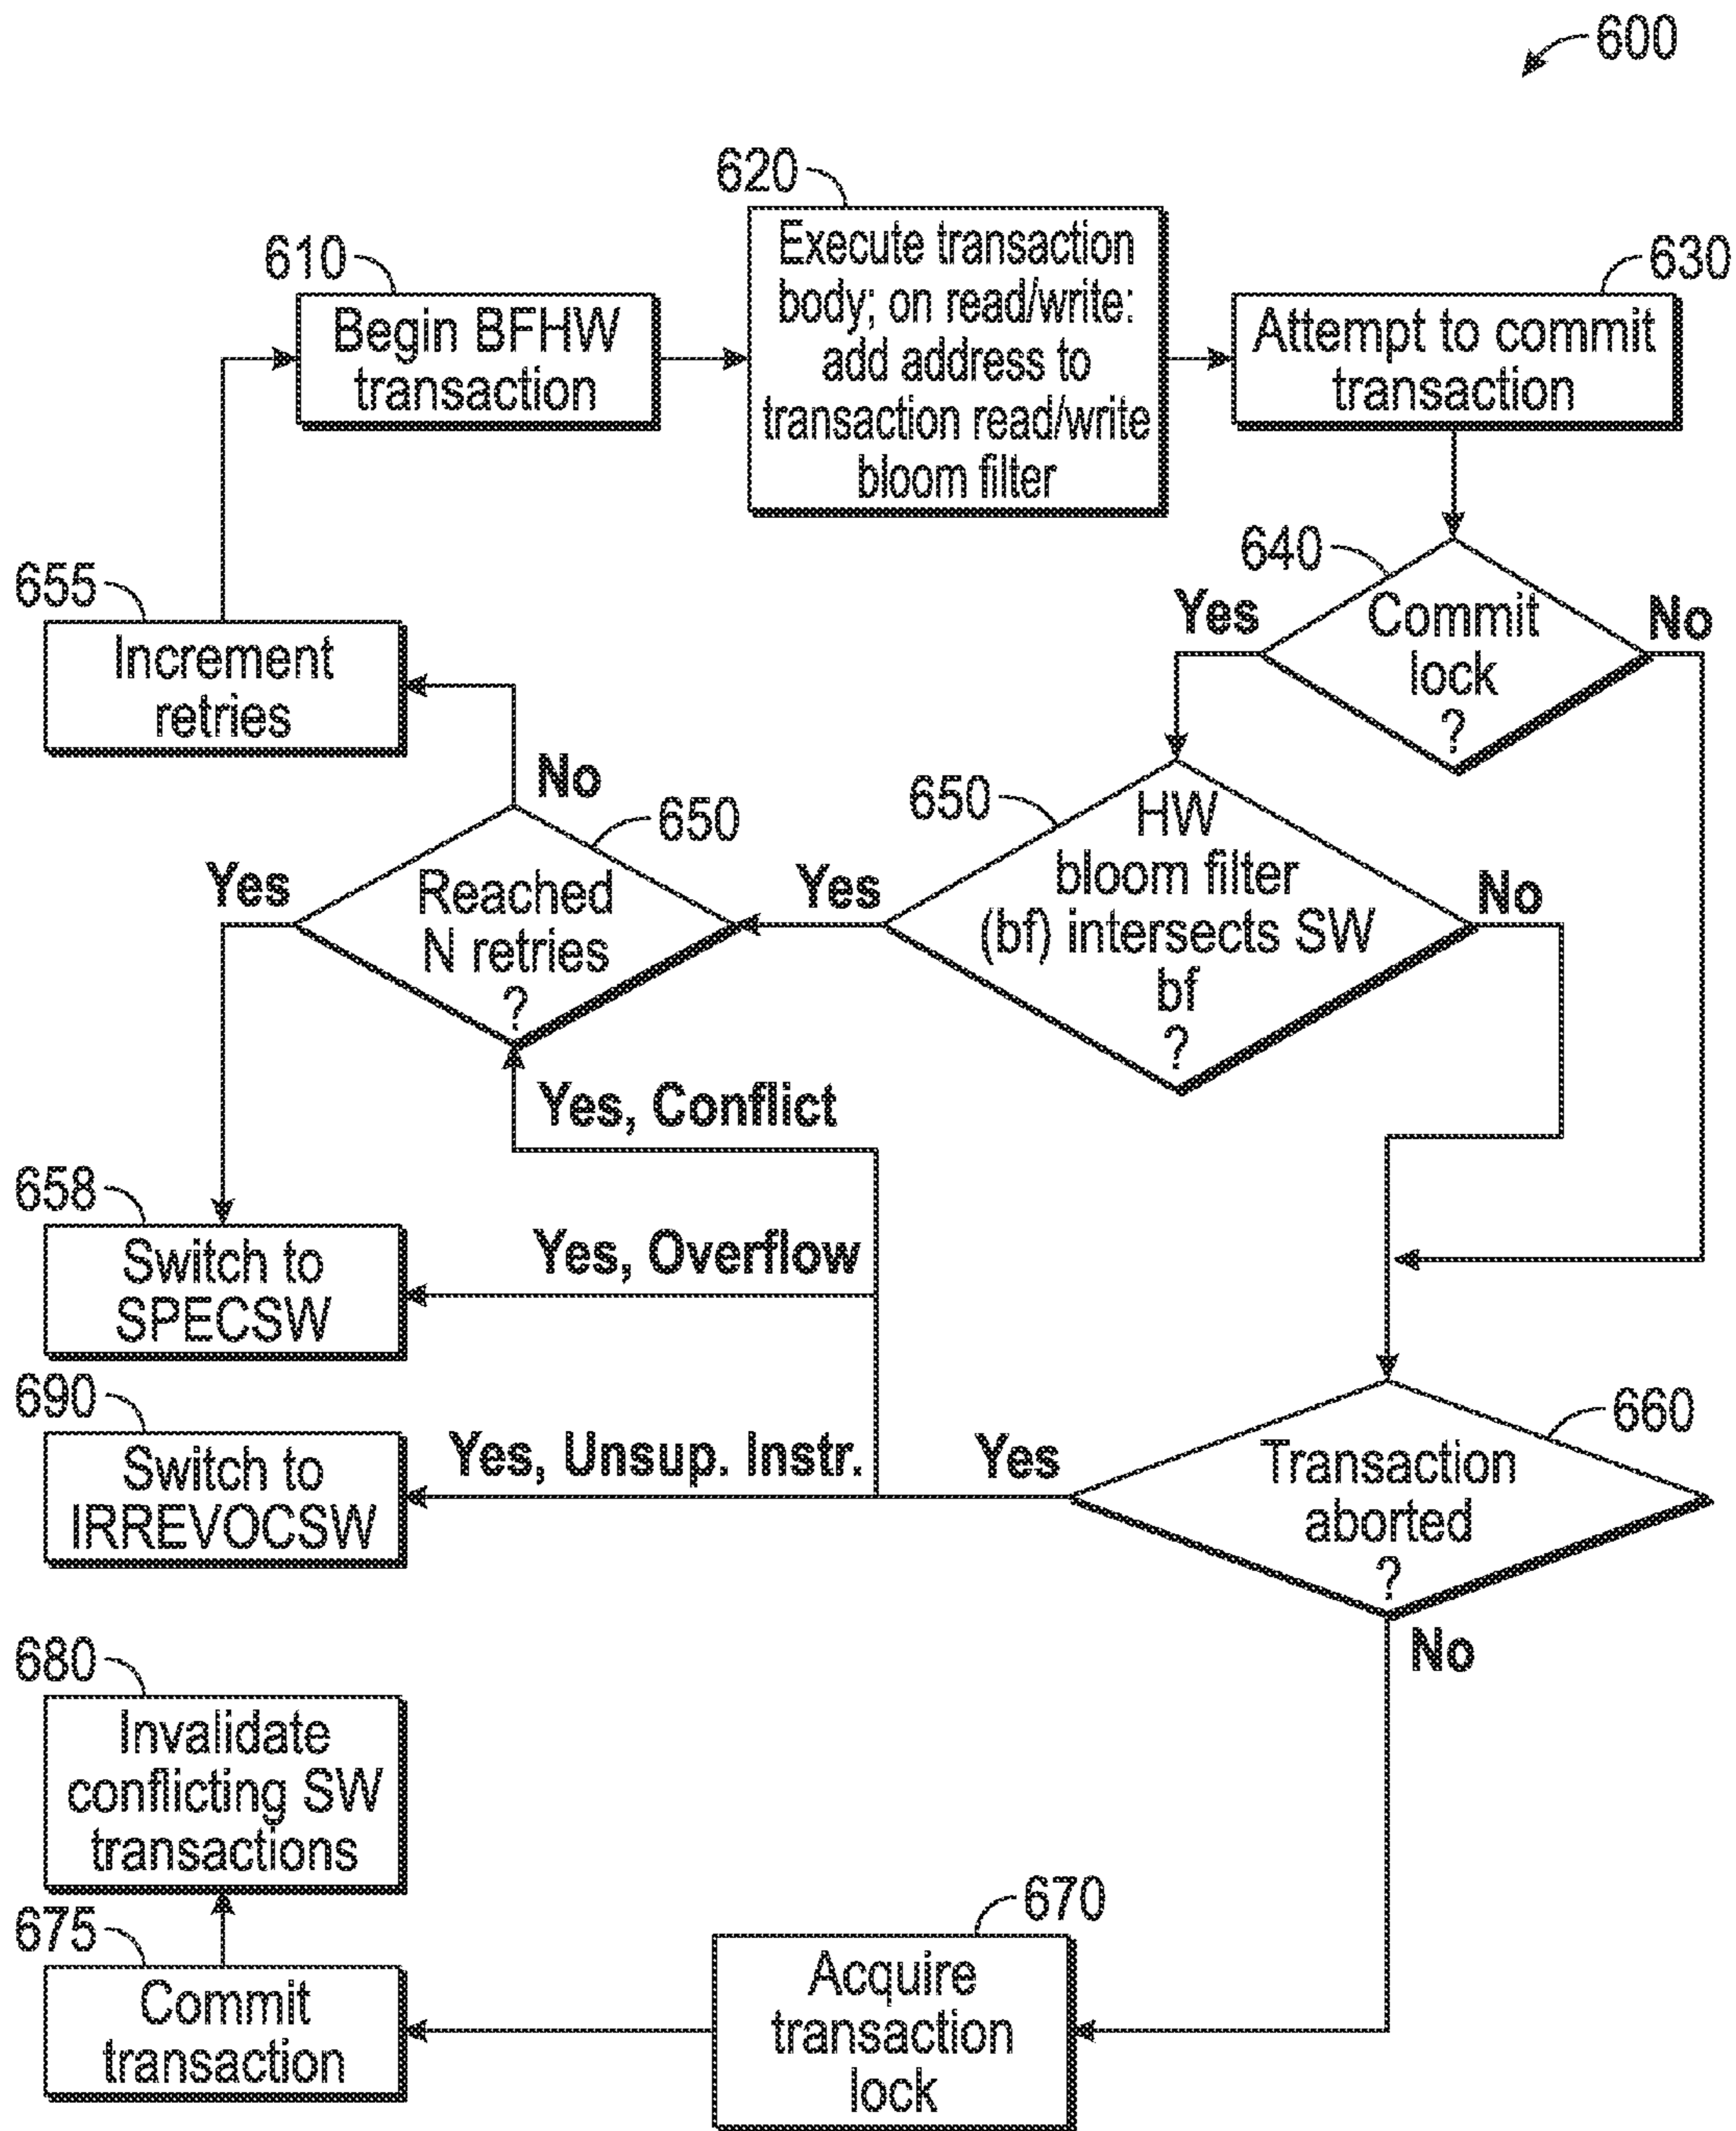 600
620
610
630
Begin BFHW
transaction
Execute transaction
body; on read/write:
add address to
transaction read/write
bloom filter
Attempt to commit
transaction
640
Yes
Commit
lock
?
No
655
Increment
retries
No
650
Yes
Reached
N retries
?
650
Yes
HW
bloom filter
(bf) intersects SW
bf
?
No
Yes, Conflict
658
Switch to
SPECSW
Yes, Overflow
690
Switch to
IRREVOCSW
Yes, Unsup. Instr.
Yes
660
Transaction
aborted
?
No
680
Invalidate
conflicting SW
transactions
675
Commit
transaction
670
Acquire
transaction
lock